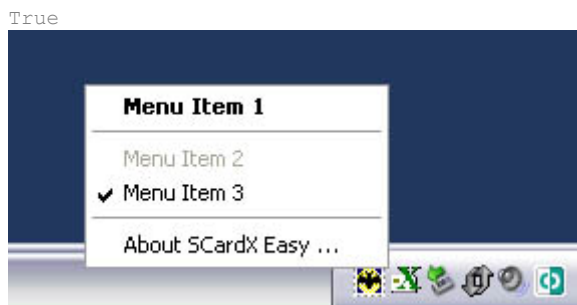 True
Menu Item 1
Menu Item 2
Menu Item 3
About SCardX Easy ...